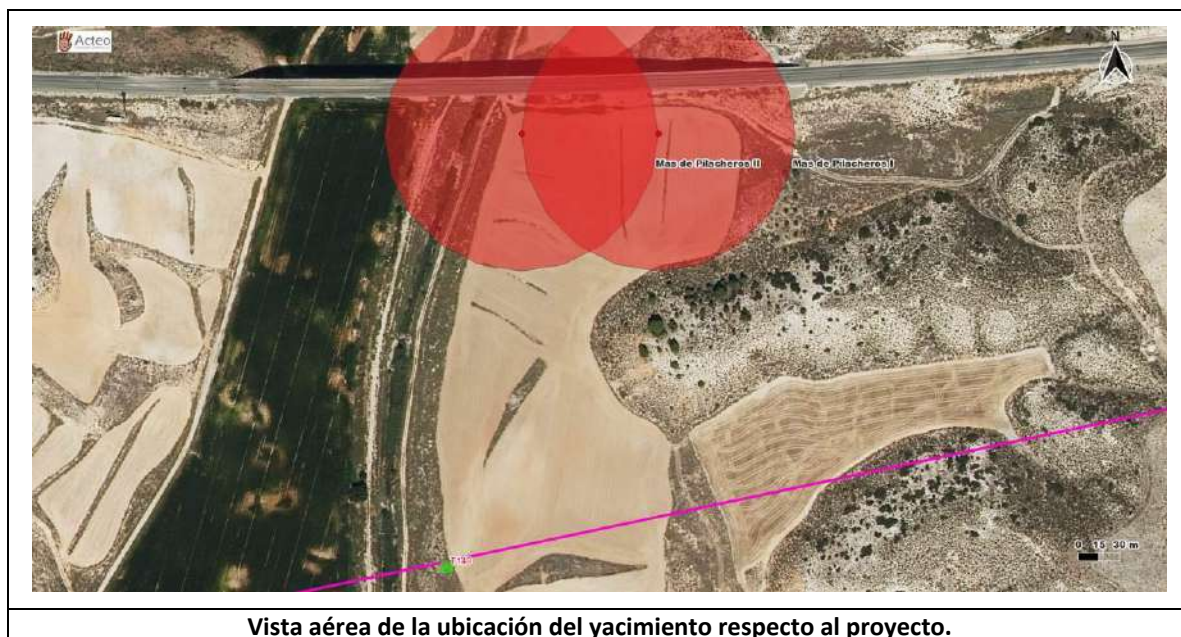 Acteo
N
Mas de Pilacheros II
Mas de Pilacheros I
0 15 30 m
Vista aérea de la ubicación del yacimiento respecto al proyecto.